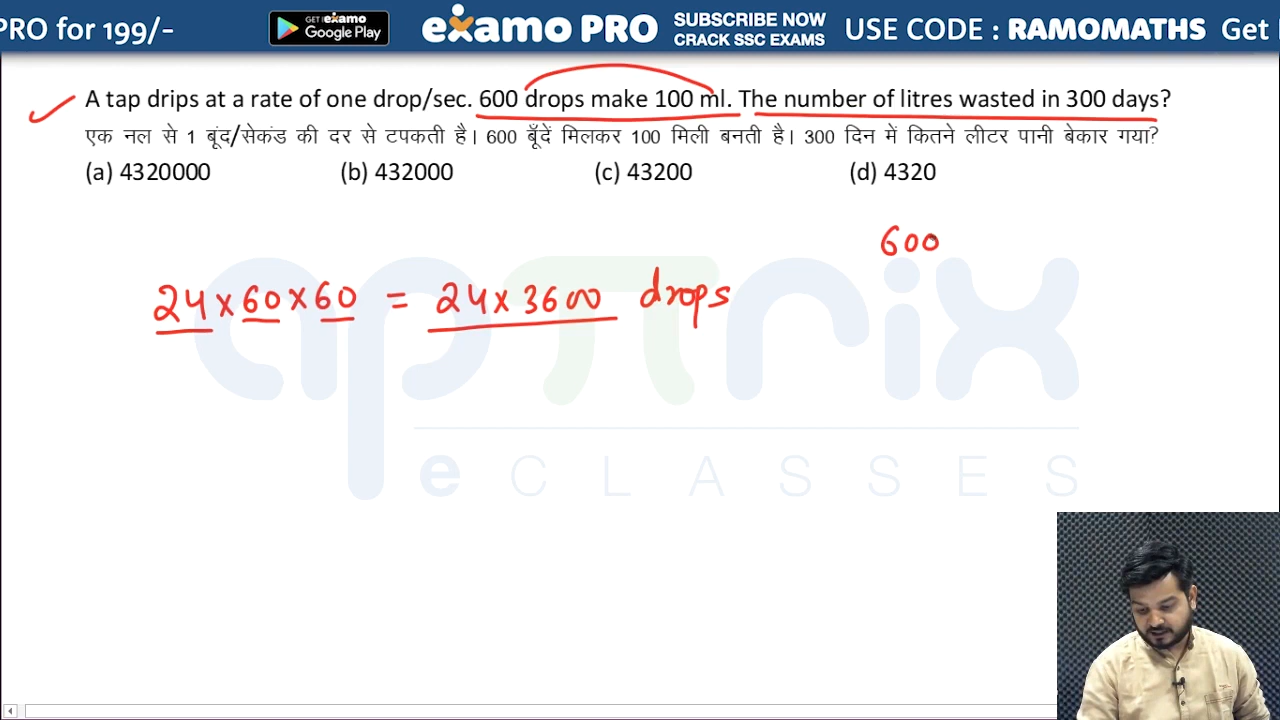 PRO for 199/-
GET IT examo
Google Play
examo PRO
SUBSCRIBE NOW
CRACK SSC EXAMS
USE CODE : RAMOMATHS Get
A tap drips at a rate of one drop/sec. 600 drops make 100 ml. The number of litres wasted in 300 days?
एक नल से 1 बूंद/सेकंड की दर से टपकती है। 600 बूँदें मिलकर 100 मिली बनती है। 300 दिन में कितने लीटर पानी बेकार गया?
(a) 4320000 (b) 432000 (c) 43200 (d) 4320
600
24 × 60 × 60 = 24 × 3600 drops
aptrix
e CLASSES